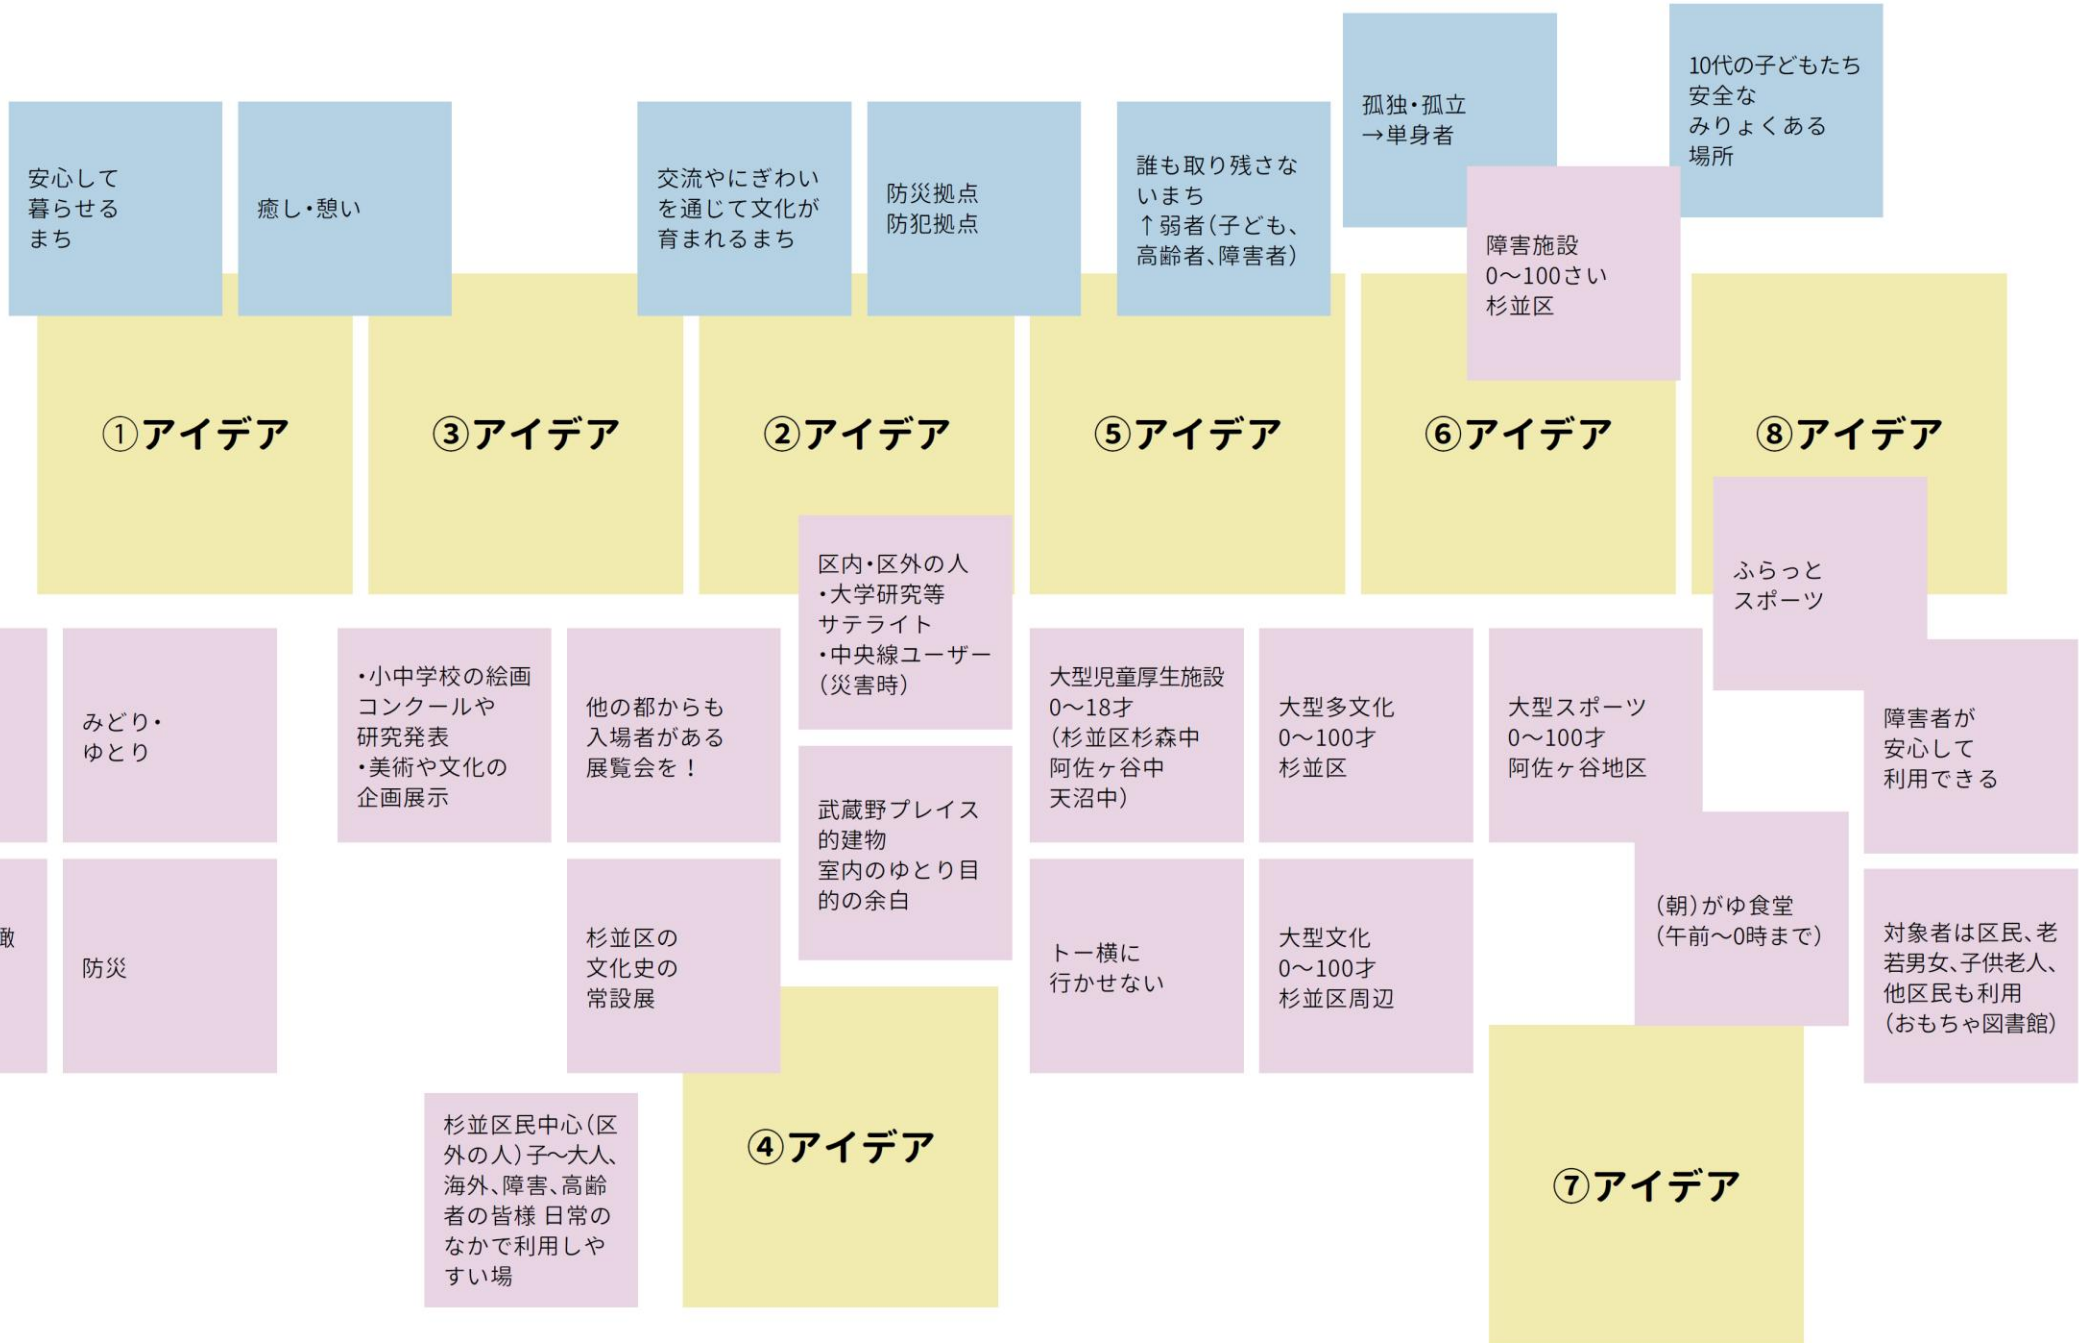 安心して
暮らせる
まち
癒し・憩い
交流やにぎわい
を通じて文化が
育まれるまち
防災拠点
防犯拠点
誰も取り残さな
いまち
↑弱者(子ども、
高齢者、障害者)
孤独・孤立
→単身者
10代の子どもたち
安全な
みりょくある
場所
障害施設
0〜100さい
杉並区
①アイデア
③アイデア
②アイデア
⑤アイデア
⑥アイデア
⑧アイデア
区内・区外の人
・大学研究等
サテライト
・中央線ユーザー
(災害時)
ふらっと
スポーツ
みどり・
ゆとり
・小中学校の絵画
コンクールや
研究発表
・美術や文化の
企画展示
他の都からも
入場者がある
展覧会を！
大型児童厚生施設
0〜18才
(杉並区杉森中
阿佐ヶ谷中
天沼中)
大型多文化
0〜100才
杉並区
大型スポーツ
0〜100才
阿佐ヶ谷地区
障害者が
安心して
利用できる
武蔵野プレイス
的建物
室内のゆとり目
的の余白
防災
杉並区の
文化史の
常設展
トー横に
行かせない
大型文化
0〜100才
杉並区周辺
(朝)がゆ食堂
(午前〜0時まで)
対象者は区民、老
若男女、子供老人、
他区民も利用
(おもちゃ図書館)
杉並区民中心(区
外の人)子〜大人、
海外、障害、高齢
者の皆様 日常の
なかで利用しや
すい場
④アイデア
⑦アイデア